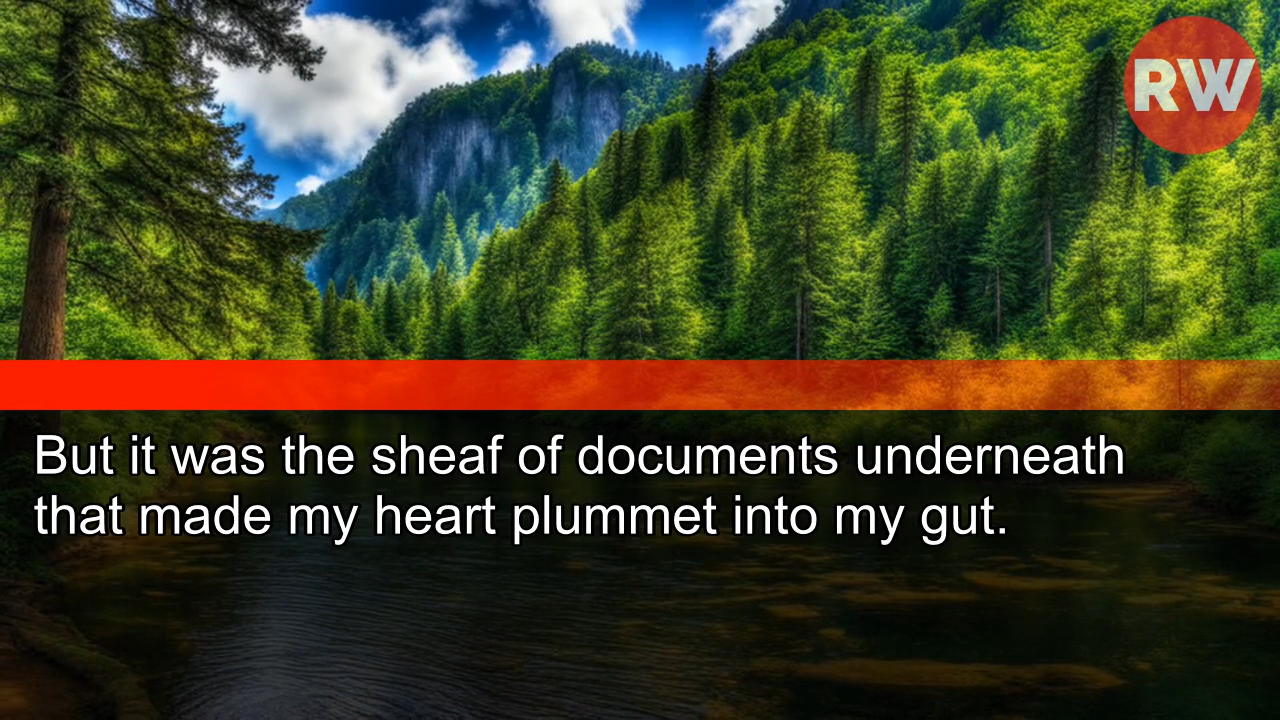 RW
But it was the sheaf of documents underneath
that made my heart plummet into my gut.